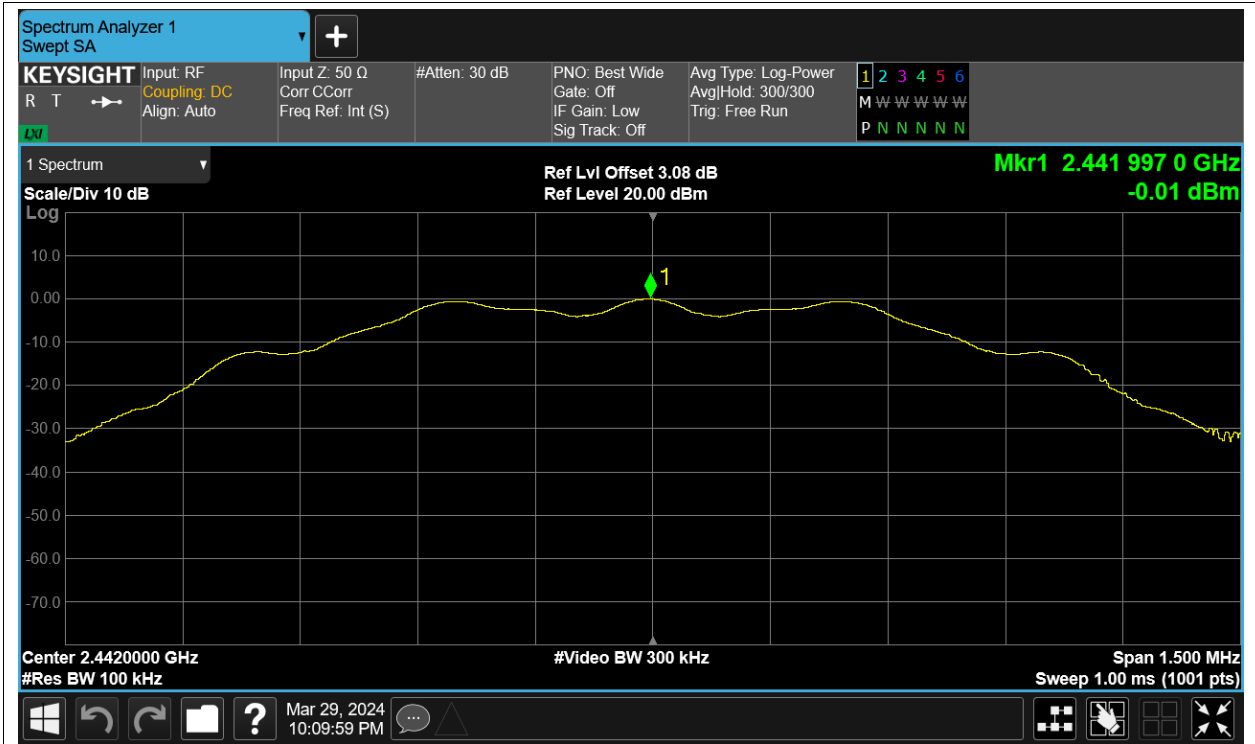 Spectrum Analyzer 1
Swept SA
KEYSIGHT
R T
LXI
Input: RF
Coupling: DC
Align: Auto
Input Z: 50 Ω
Corr CCorr
Freq Ref: Int (S)
#Atten: 30 dB
PNO: Best Wide
Gate: Off
IF Gain: Low
Sig Track: Off
Avg Type: Log-Power
Avg|Hold: 300/300
Trig: Free Run
1 2 3 4 5 6
M W W W W W
P N N N N N
1 Spectrum
Scale/Div 10 dB
Log
Ref Lvl Offset 3.08 dB
Ref Level 20.00 dBm
Mkr1 2.441 997 0 GHz
-0.01 dBm
1
10.0
0.00
-10.0
-20.0
-30.0
-40.0
-50.0
-60.0
-70.0
Center 2.4420000 GHz
#Res BW 100 kHz
#Video BW 300 kHz
Span 1.500 MHz
Sweep 1.00 ms (1001 pts)
?
Mar 29, 2024
10:09:59 PM